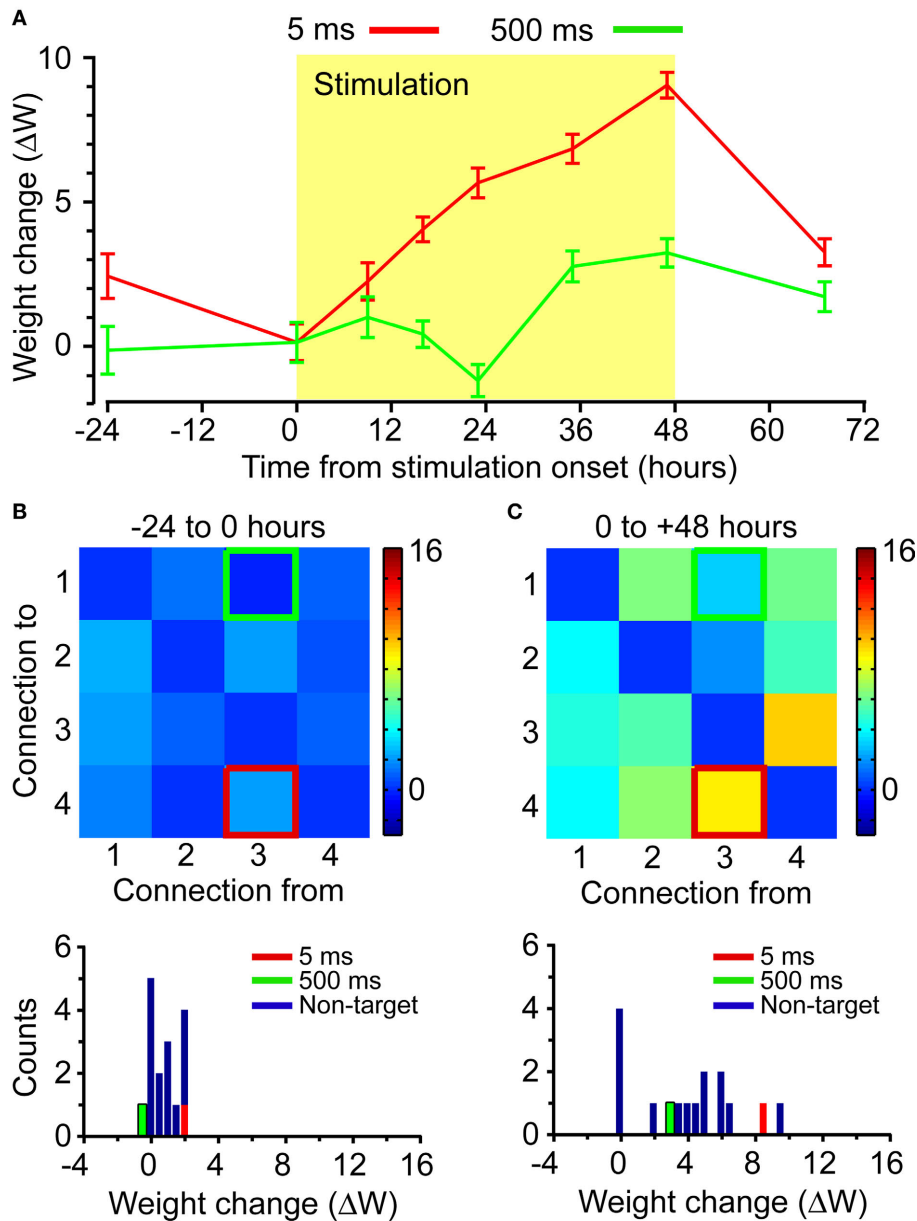 A
5 ms 500 ms
Stimulation
Weight change (ΔW)
10
5
0
-24 -12 0 12 24 36 48 60 72
Time from stimulation onset (hours)
B
-24 to 0 hours
Connection to
1
2
3
4
1 2 3 4
Connection from
16
0
C
0 to +48 hours
1
2
3
4
1 2 3 4
Connection from
16
0
Counts
6
4
2
0
5 ms
500 ms
Non-target
-4 0 4 8 12 16
Weight change (ΔW)
6
4
2
0
5 ms
500 ms
Non-target
-4 0 4 8 12 16
Weight change (ΔW)